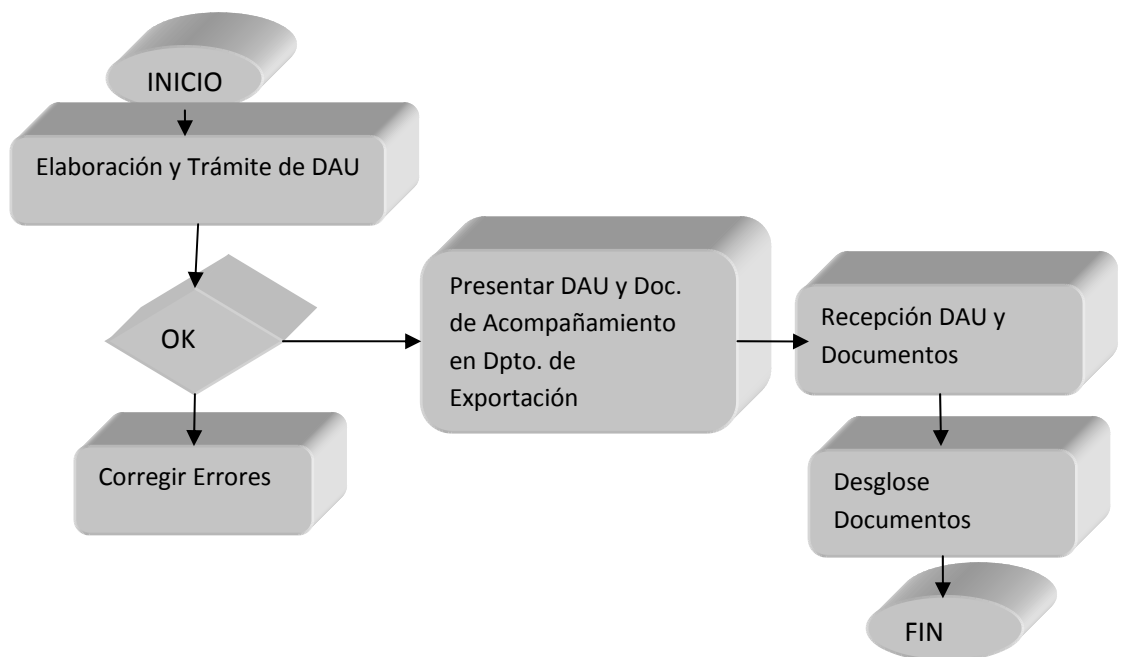 INICIO
Elaboración y Trámite de DAU
OK
Presentar DAU y Doc.
de Acompañamiento
en Dpto. de
Exportación
Recepción DAU y
Documentos
Corregir Errores
Desglose
Documentos
FIN